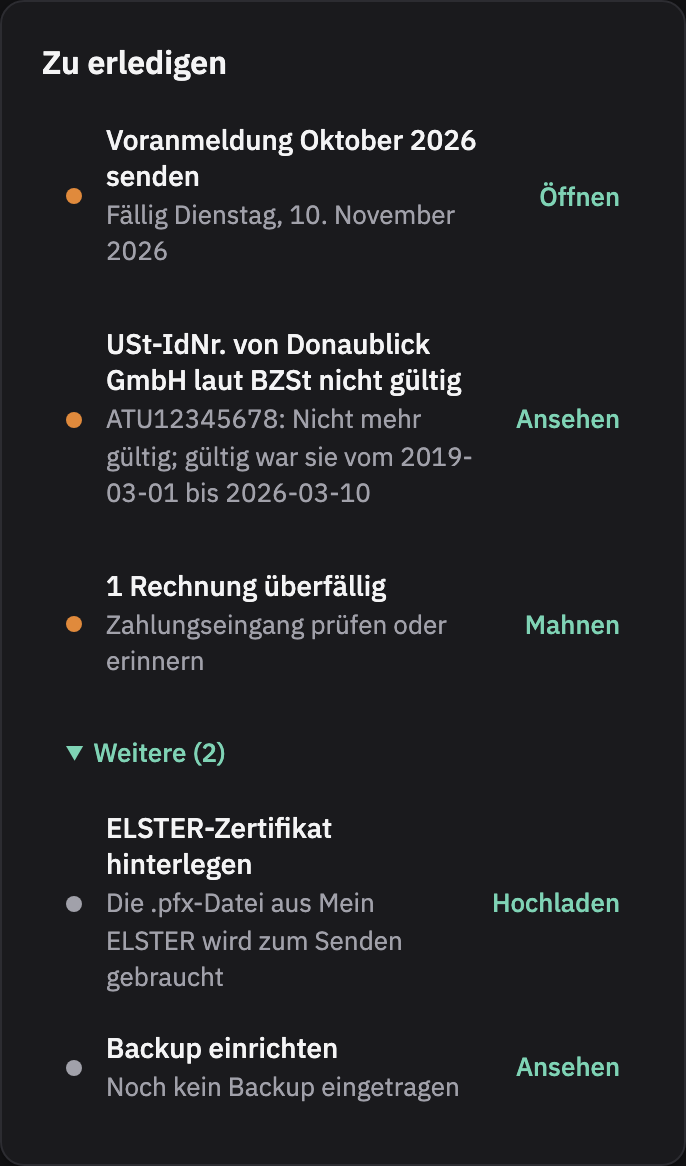 Zu erledigen
Voranmeldung Oktober 2026
senden
Fällig Dienstag, 10. November
2026
Öffnen
USt-IdNr. von Donaublick
GmbH laut BZSt nicht gültig
ATU12345678: Nicht mehr
gültig; gültig war sie vom 2019-
03-01 bis 2026-03-10
Ansehen
1 Rechnung überfällig
Zahlungseingang prüfen oder
erinnern
Mahnen
Weitere (2)
ELSTER-Zertifikat
hinterlegen
Die .pfx-Datei aus Mein
ELSTER wird zum Senden
gebraucht
Hochladen
Backup einrichten
Noch kein Backup eingetragen
Ansehen